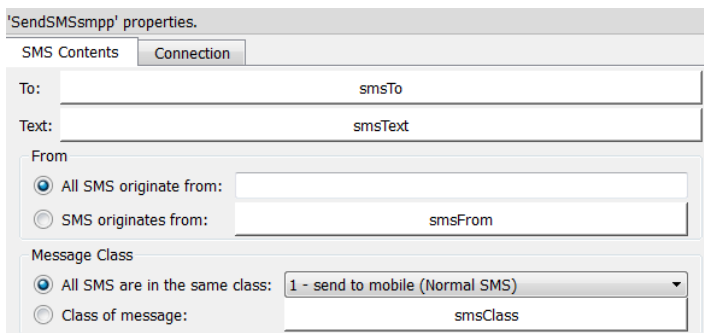 'SendSMSsmpp' properties.
SMS Contents Connection
To: smsTo
Text: smsText
From
All SMS originate from:
SMS originates from: smsFrom
Message Class
All SMS are in the same class: 1 - send to mobile (Normal SMS)
Class of message: smsClass